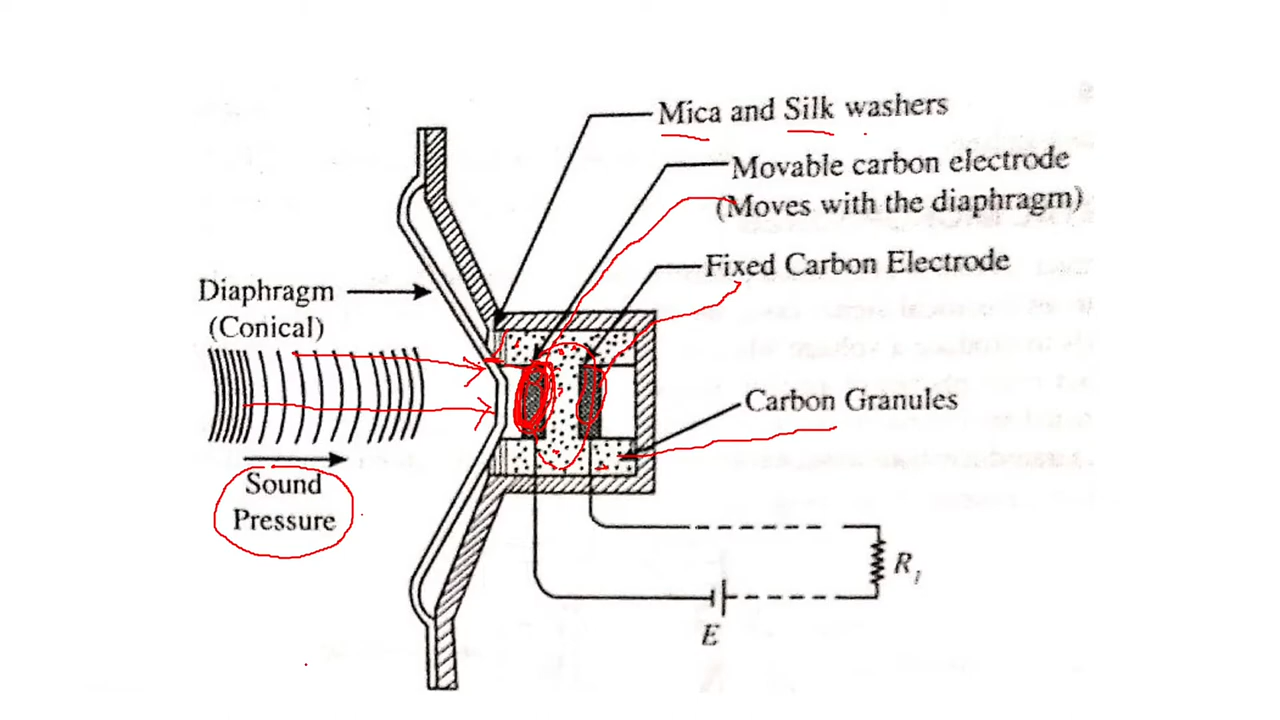 Mica and Silk washers
Movable carbon electrode
(Moves with the diaphragm)
Fixed Carbon Electrode
Diaphragm
(Conical)
Carbon Granules
Sound
Pressure
R₁
E